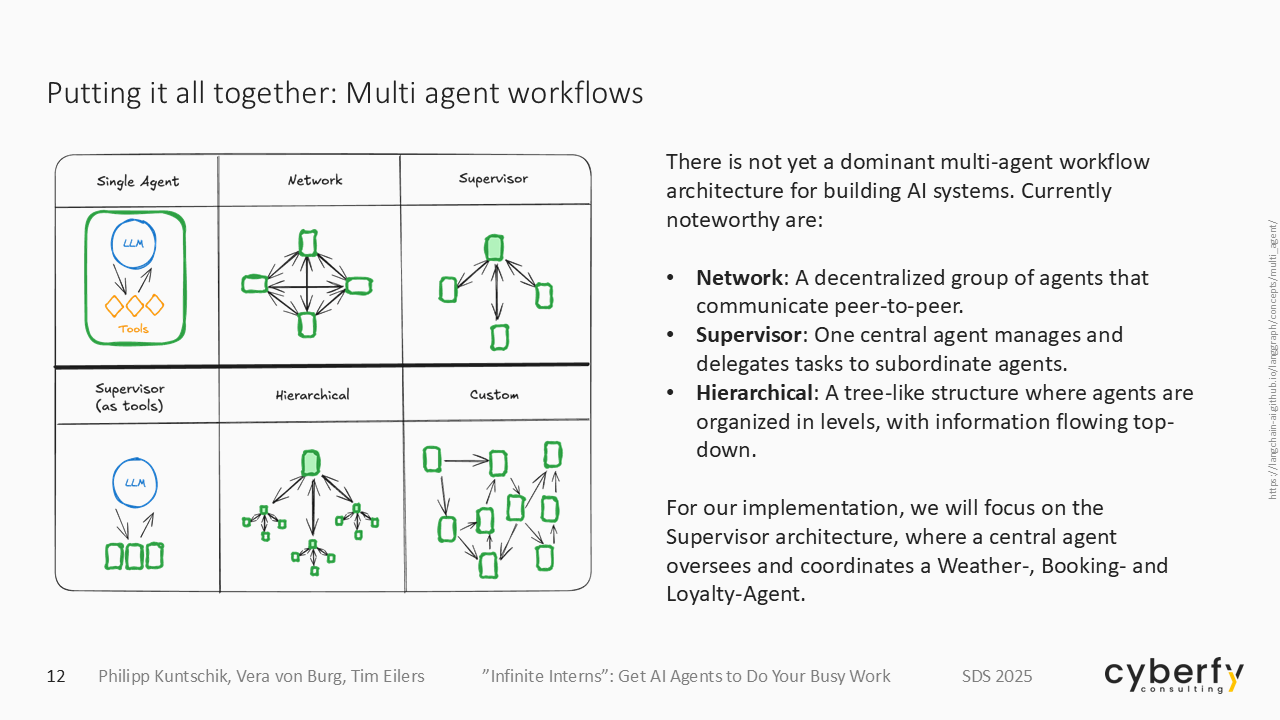 Putting it all together: Multi agent workflows
Single Agent
Network
Supervisor
LLM
Tools
Supervisor
(as tools)
Hierarchical
Custom
LLM
There is not yet a dominant multi-agent workflow
architecture for building AI systems. Currently
noteworthy are:
• Network: A decentralized group of agents that
communicate peer-to-peer.
• Supervisor: One central agent manages and
delegates tasks to subordinate agents.
• Hierarchical: A tree-like structure where agents are
organized in levels, with information flowing top-
down.
For our implementation, we will focus on the
Supervisor architecture, where a central agent
oversees and coordinates a Weather-, Booking- and
Loyalty-Agent.
https://langchain-ai.github.io/langgraph/concepts/multi_agent/
12 Philipp Kuntschik, Vera von Burg, Tim Eilers ”Infinite Interns”: Get AI Agents to Do Your Busy Work SDS 2025
cyberfy
consulting